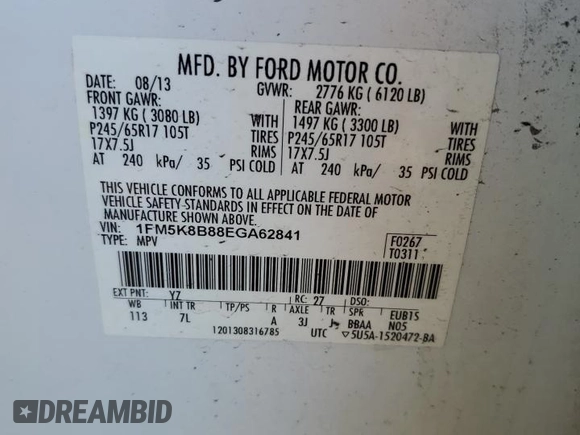 MFD. BY FORD MOTOR CO.
DATE: 08/13 GVWR: 2776 KG ( 6120 LB)
FRONT GAWR: REAR GAWR:
1397 KG ( 3080 LB) WITH 1497 KG ( 3300 LB) WITH
P245/65R17 105T TIRES P245/65R17 105T TIRES
17X7.5J RIMS 17X7.5J RIMS
AT 240 kPa/ 35 PSI COLD AT 240 kPa/ 35 PSI COLD
THIS VEHICLE CONFORMS TO ALL APPLICABLE FEDERAL MOTOR
VEHICLE SAFETY STANDARDS IN EFFECT ON THE DATE OF
MANUFACTURE SHOWN ABOVE.
VIN: 1FM5K8B88EGA62841 F0267
TYPE: MPV T0311
EXT PNT: YZ RC: 27 DSO:
WB INT TR TP/PS R AXLE TR SPR EUB15
113 7L A 3J J BBAA N05
1201308316785 UTC ▽5U5A-1520472-BA
DREAMBID